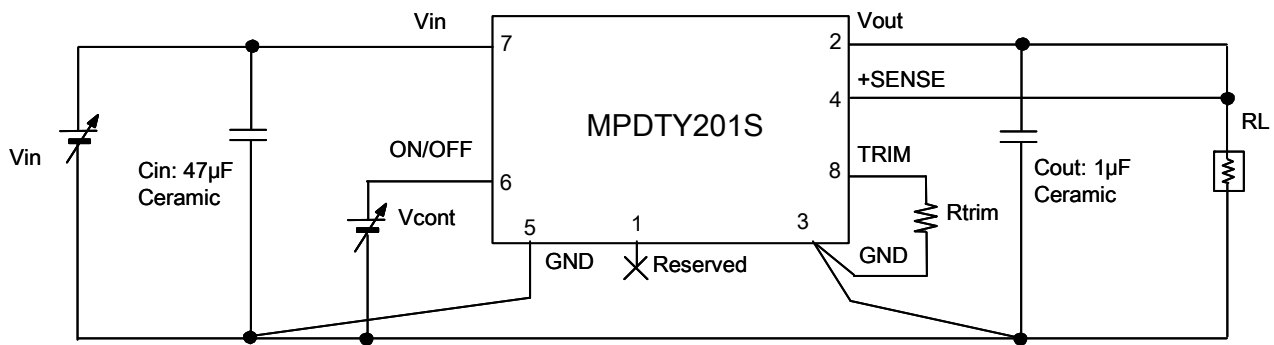 Vin
Vout
7
2
+SENSE
4
MPDTY201S
RL
ON/OFF
TRIM
Vin
Cin: 47µF
Ceramic
6
8
Cout: 1µF
Ceramic
Vcont
Rtrim
5
1
3
GND
Reserved
GND